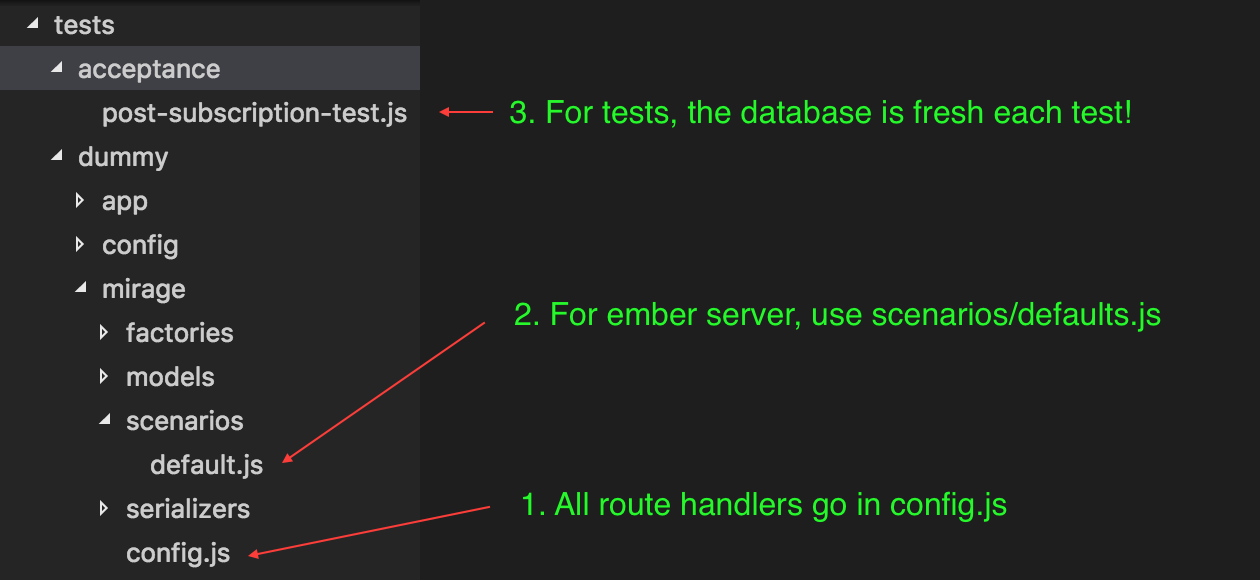 tests
acceptance
post-subscription-test.js
3. For tests, the database is fresh each test!
dummy
app
config
mirage
2. For ember server, use scenarios/defaults.js
factories
models
scenarios
default.js
1. All route handlers go in config.js
serializers
config.js